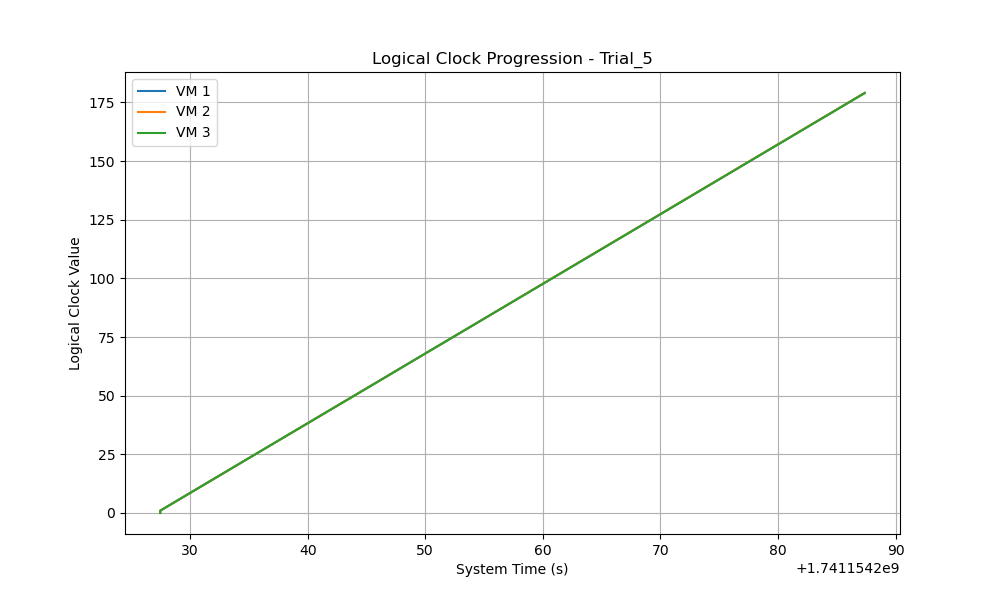 Logical Clock Progression - Trial_5
VM 1
VM 2
VM 3
175
150
125
100
75
50
25
0
Logical Clock Value
30 40 50 60 70 80 90
System Time (s)
+1.7411542e9